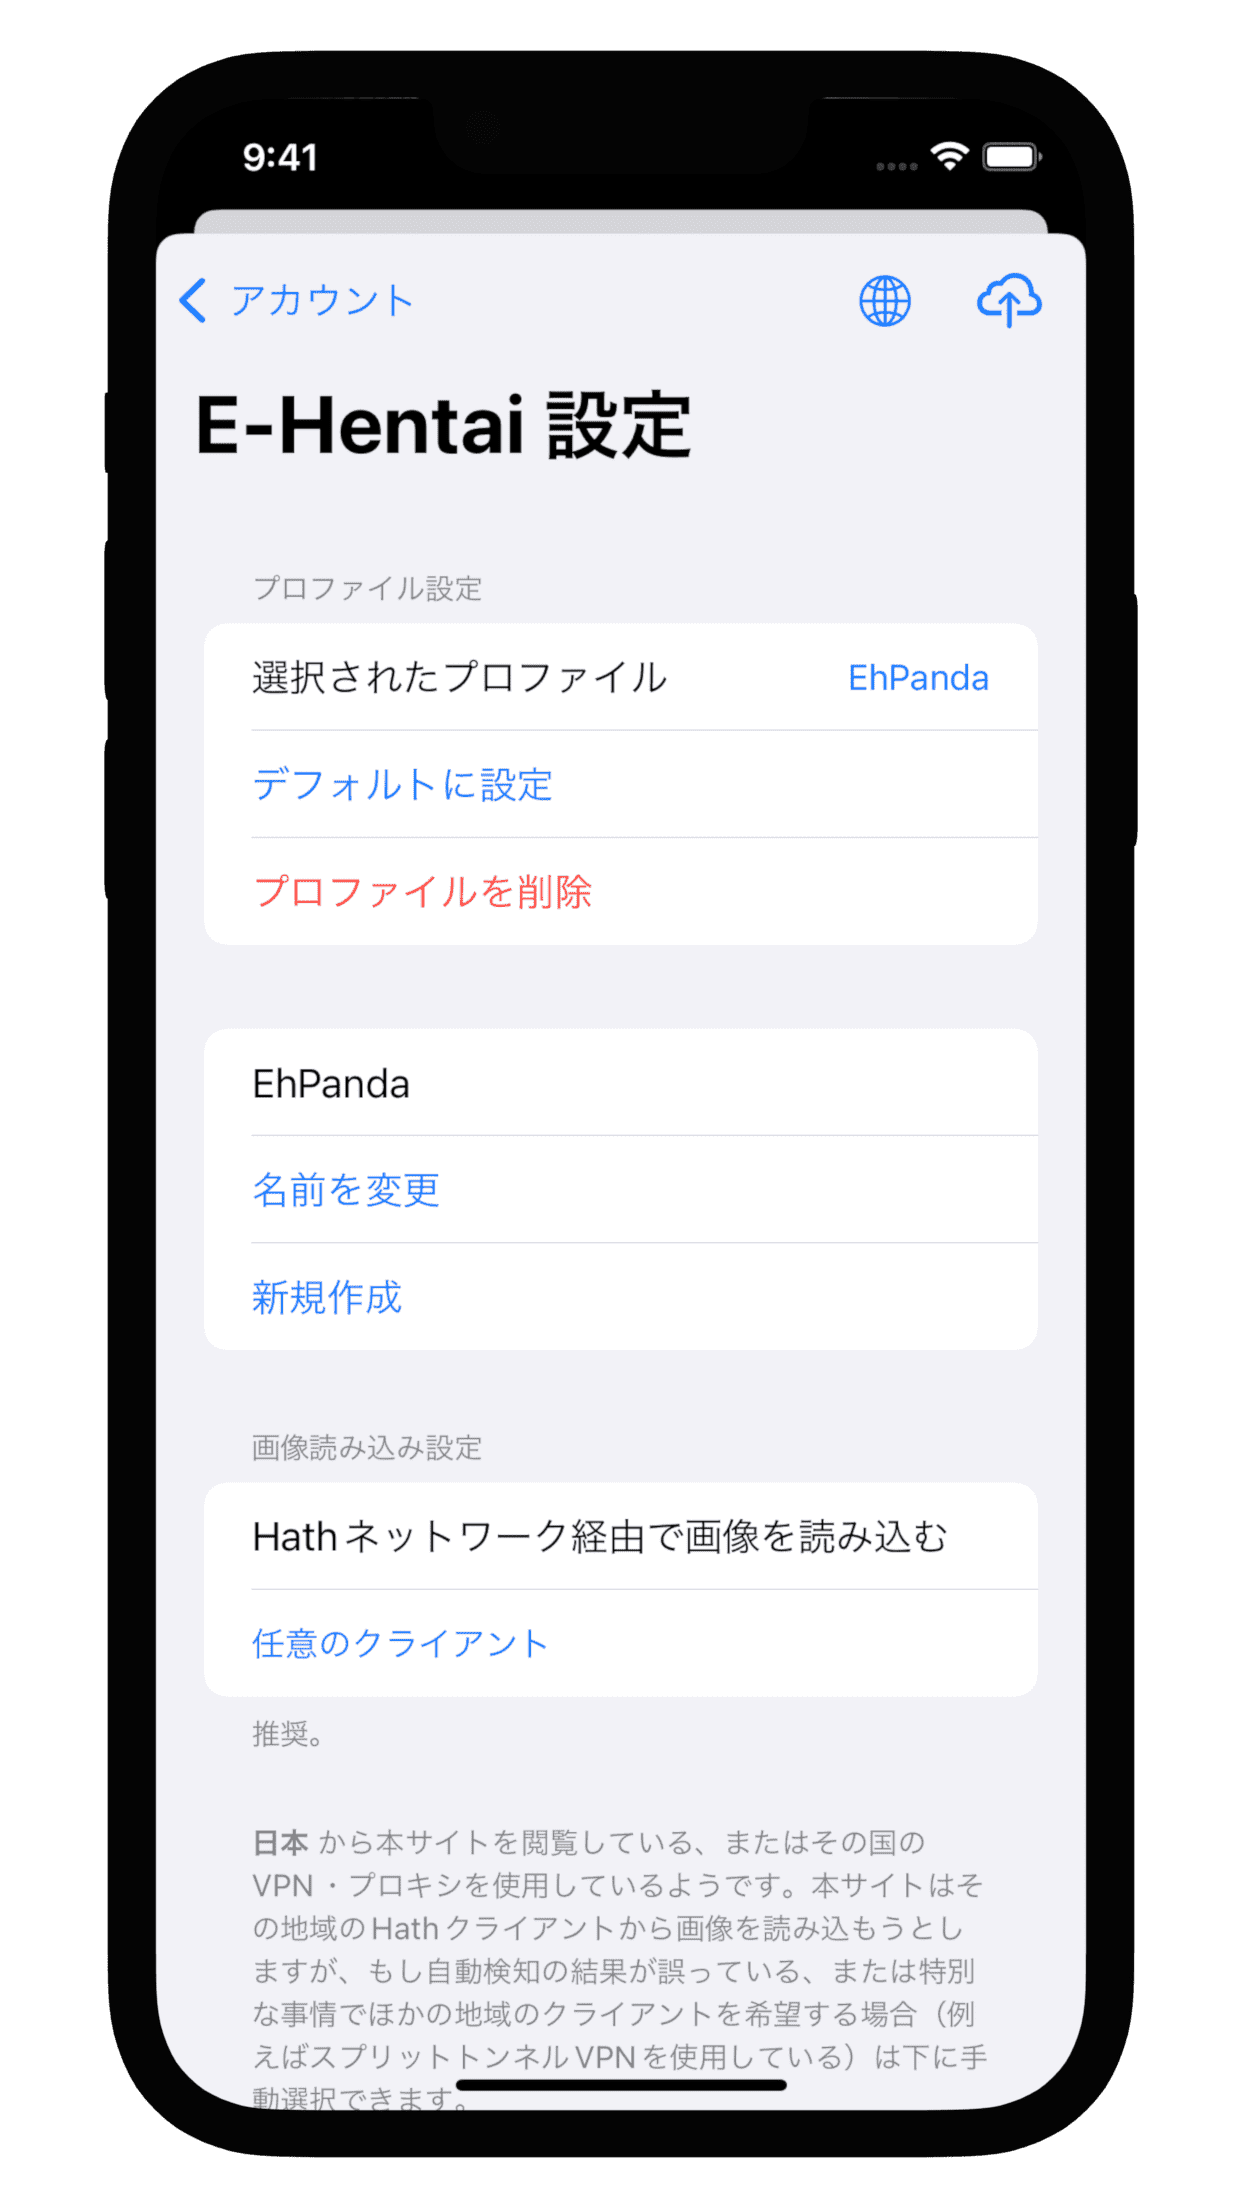 9:41
アカウント
E-Hentai 設定
プロファイル設定
選択されたプロファイル EhPanda
デフォルトに設定
プロファイルを削除
EhPanda
名前を変更
新規作成
画像読み込み設定
Hathネットワーク経由で画像を読み込む
任意のクライアント
推奨。
日本 から本サイトを閲覧している、またはその国の
VPN・プロキシを使用しているようです。本サイトはそ
の地域のHathクライアントから画像を読み込もうとし
ますが、もし自動検知の結果が誤っている、または特別
な事情でほかの地域のクライアントを希望する場合（例
えばスプリットトンネルVPNを使用している）は下に手
動選択できます。